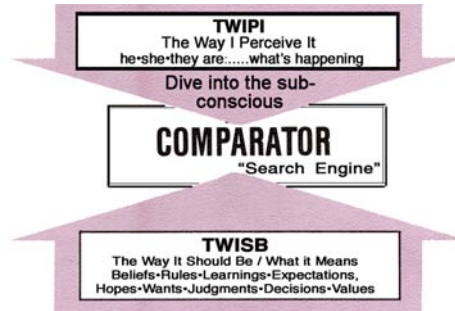 TWIPI
The Way I Perceive It
he•she•they are:.....what's happening
Dive into the sub-
conscious
COMPARATOR
"Search Engine"
TWISB
The Way It Should Be / What it Means
Beliefs•Rules•Learnings•Expectations,
Hopes•Wants•Judgments•Decisions•Values